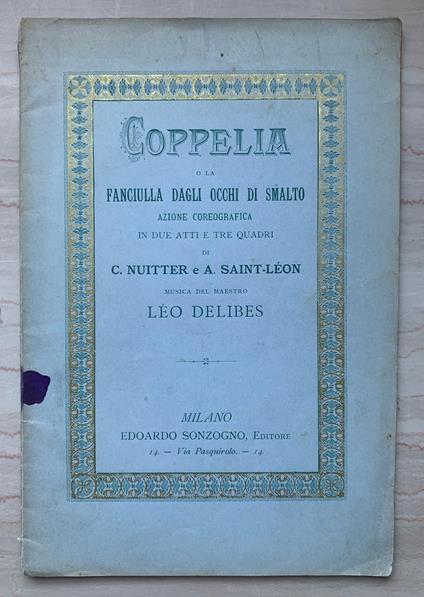 COPPELIA
O LA
FANCIULLA DAGLI OCCHI DI SMALTO
AZIONE COREOGRAFICA
IN DUE ATTI E TRE QUADRI
DI
C. NUITTER e A. SAINT-LÉON
MUSICA DEL MAESTRO
LÉO DELIBES
MILANO
EDOARDO SONZOGNO, EDITORE
14. — Via Pasquirolo. — 14.